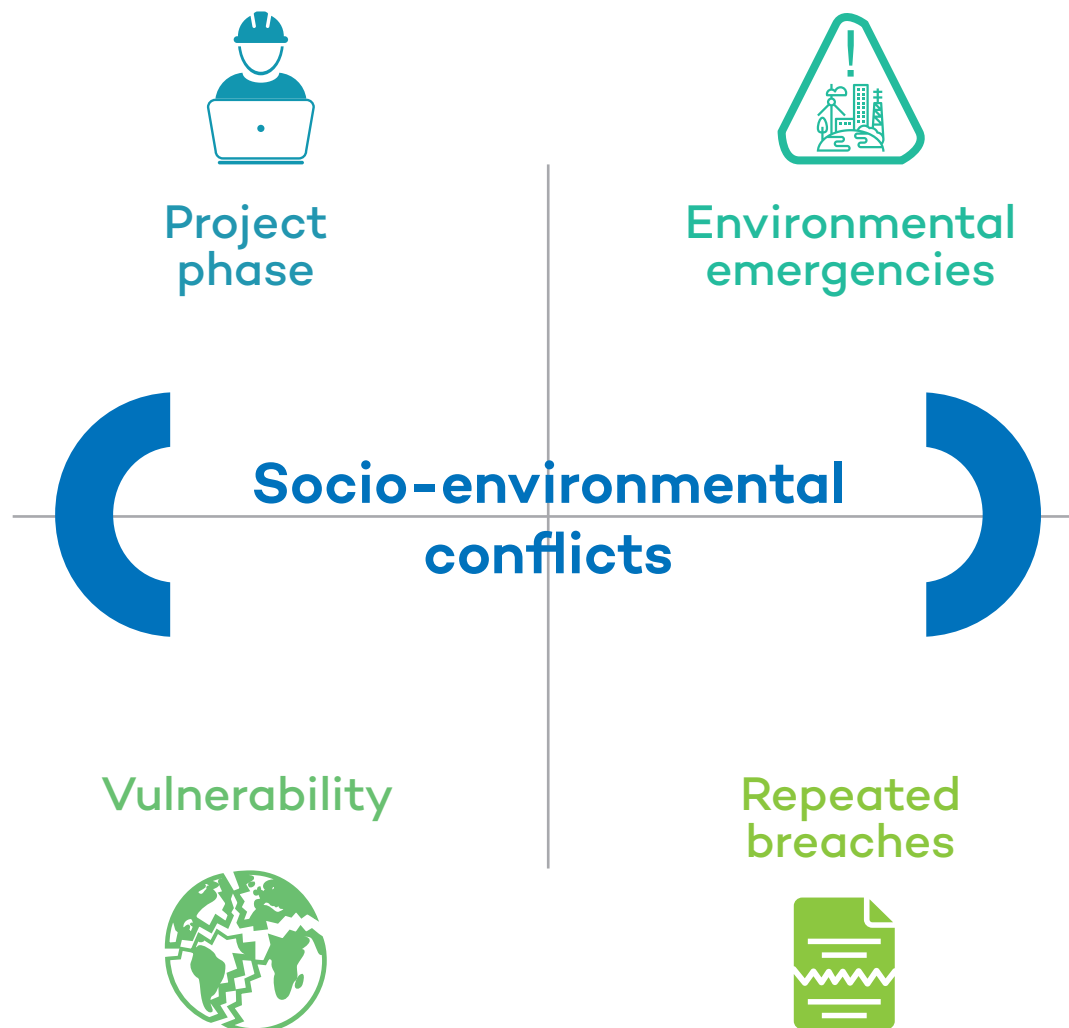 Project
phase
Environmental
emergencies
Socio-environmental
conflicts
Vulnerability
Repeated
breaches